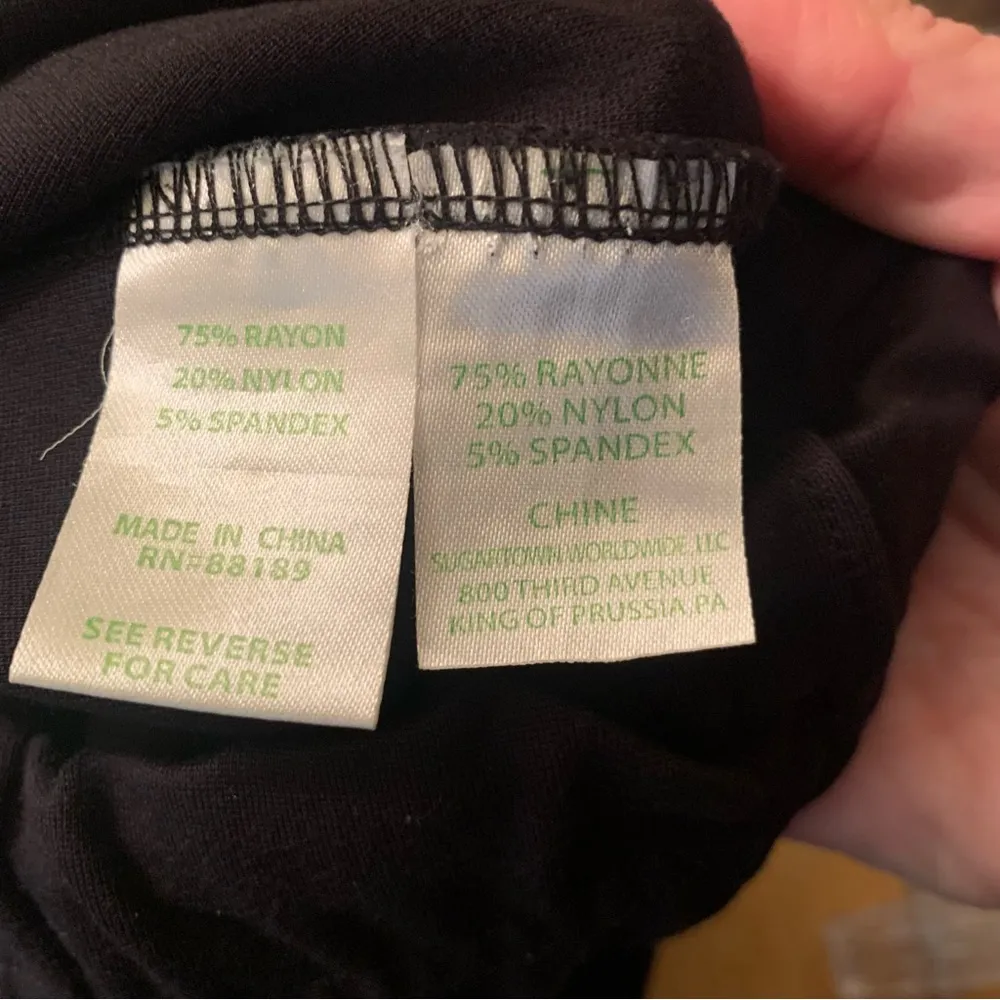 75% RAYON
20% NYLON
5% SPANDEX
MADE IN CHINA
RN=88189
SEE REVERSE
FOR CARE
75% RAYONNE
20% NYLON
5% SPANDEX
CHINE
SUGARTOWN WORLDWIDE LLC
800 THIRD AVENUE
KING OF PRUSSIA, PA